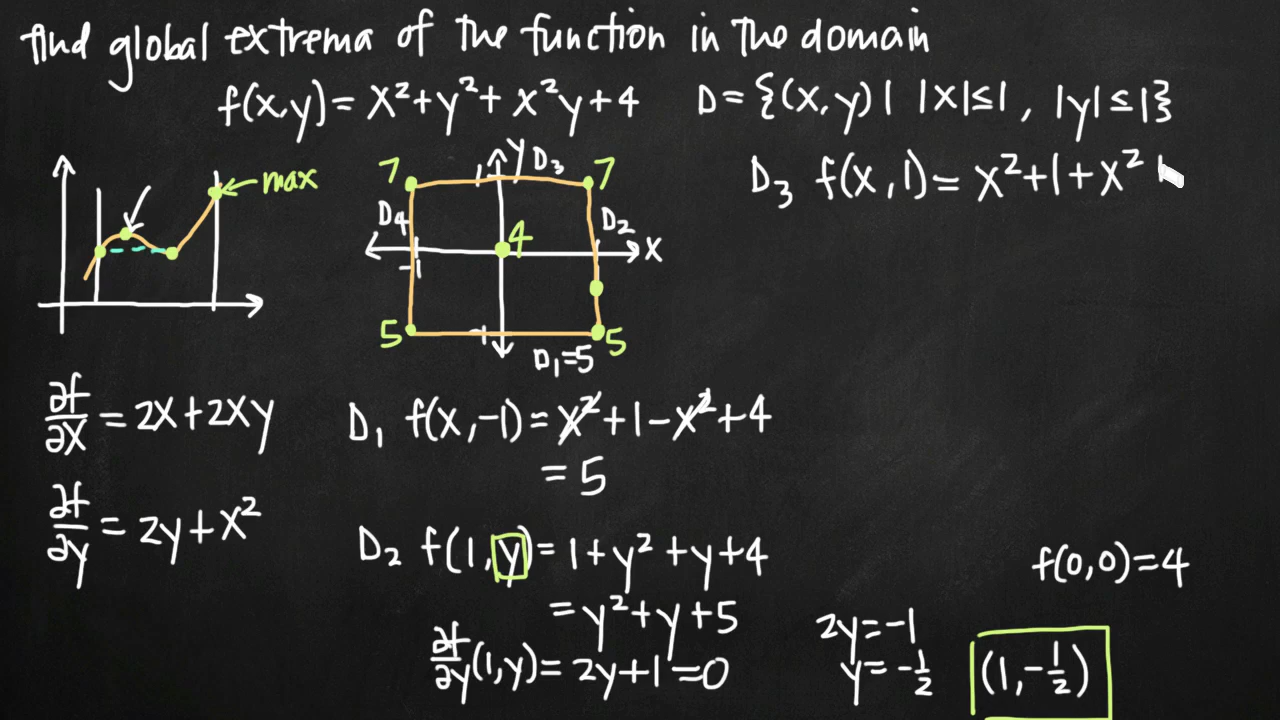 find global extrema of the function in the domain
f(x,y) = x²+y²+ x²y+4 D= {(x,y)| |x|≤1, |y|≤1}
D₃ f(x,1)= x²+1+x²
max
7 1 y D₃ 7
D₄ D₂
4 x
-1
5 -1 5
D₁=5
∂f/∂x = 2x+2xy
D₁ f(x,-1) = x²+1-x²+4
= 5
∂f/∂y = 2y+x²
D₂ f(1,y)= 1+y²+y+4
f(0,0)=4
= y²+y+5
∂f/∂y(1,y)= 2y+1=0
2y=-1
y=-1/2
(1,-1/2)